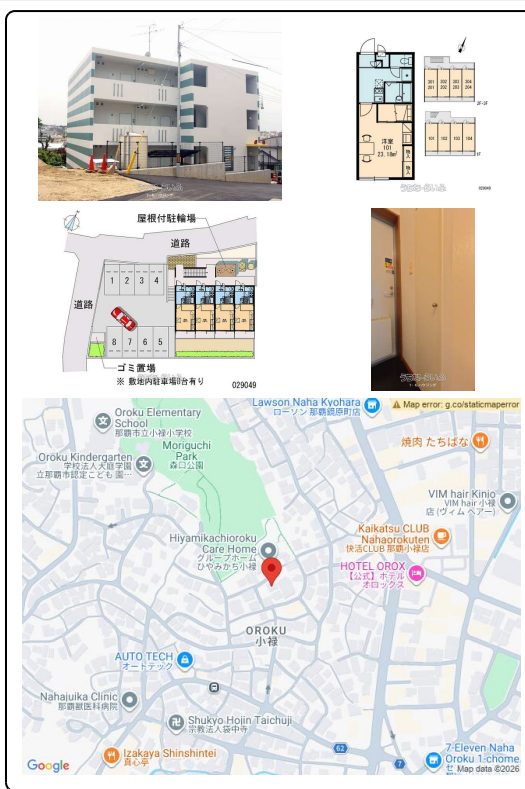 洋室
101
23.18㎡
物入
物入
301
201
302
202
303
203
304
204
2F・3F
101
102
103
104
1F
029049
屋根付駐輪場
道路
道路
1
2
3
4
8
7
6
5
ゴミ置場
※ 敷地内駐車場8台有り
029049
Lawson Naha Kyohara
ローソン 那覇鏡原町店
Map error: g.co/staticmaperror
Oroku Elementary
School
那覇市立小禄小学校
Moriguchi
Park
森口公園
焼肉 たちばな
Oroku Kindergarten
学校法人大庭学園
立那覇市認定こども 園…
VIM hair Kinio
VIM hair 小禄
店 (ヴィム ヘアー)
Hiyamikachioroku
Care Home
グループホーム
ひやみかち小禄
Kaikatsu CLUB
Nahaorokuten
快活CLUB 那覇小禄店
HOTEL OROX
【公式】ホテル
オロックス
OROKU
小禄
AUTO TECH
オートテック
Nahajuika Clinic
那覇獣医科病院
Shukyo Hojin Taichuji
宗教法人袋中寺
Izakaya Shinshintei
真心亭
62
7
7-Eleven Naha
Oroku 1-chome
Google
Map data ©2026